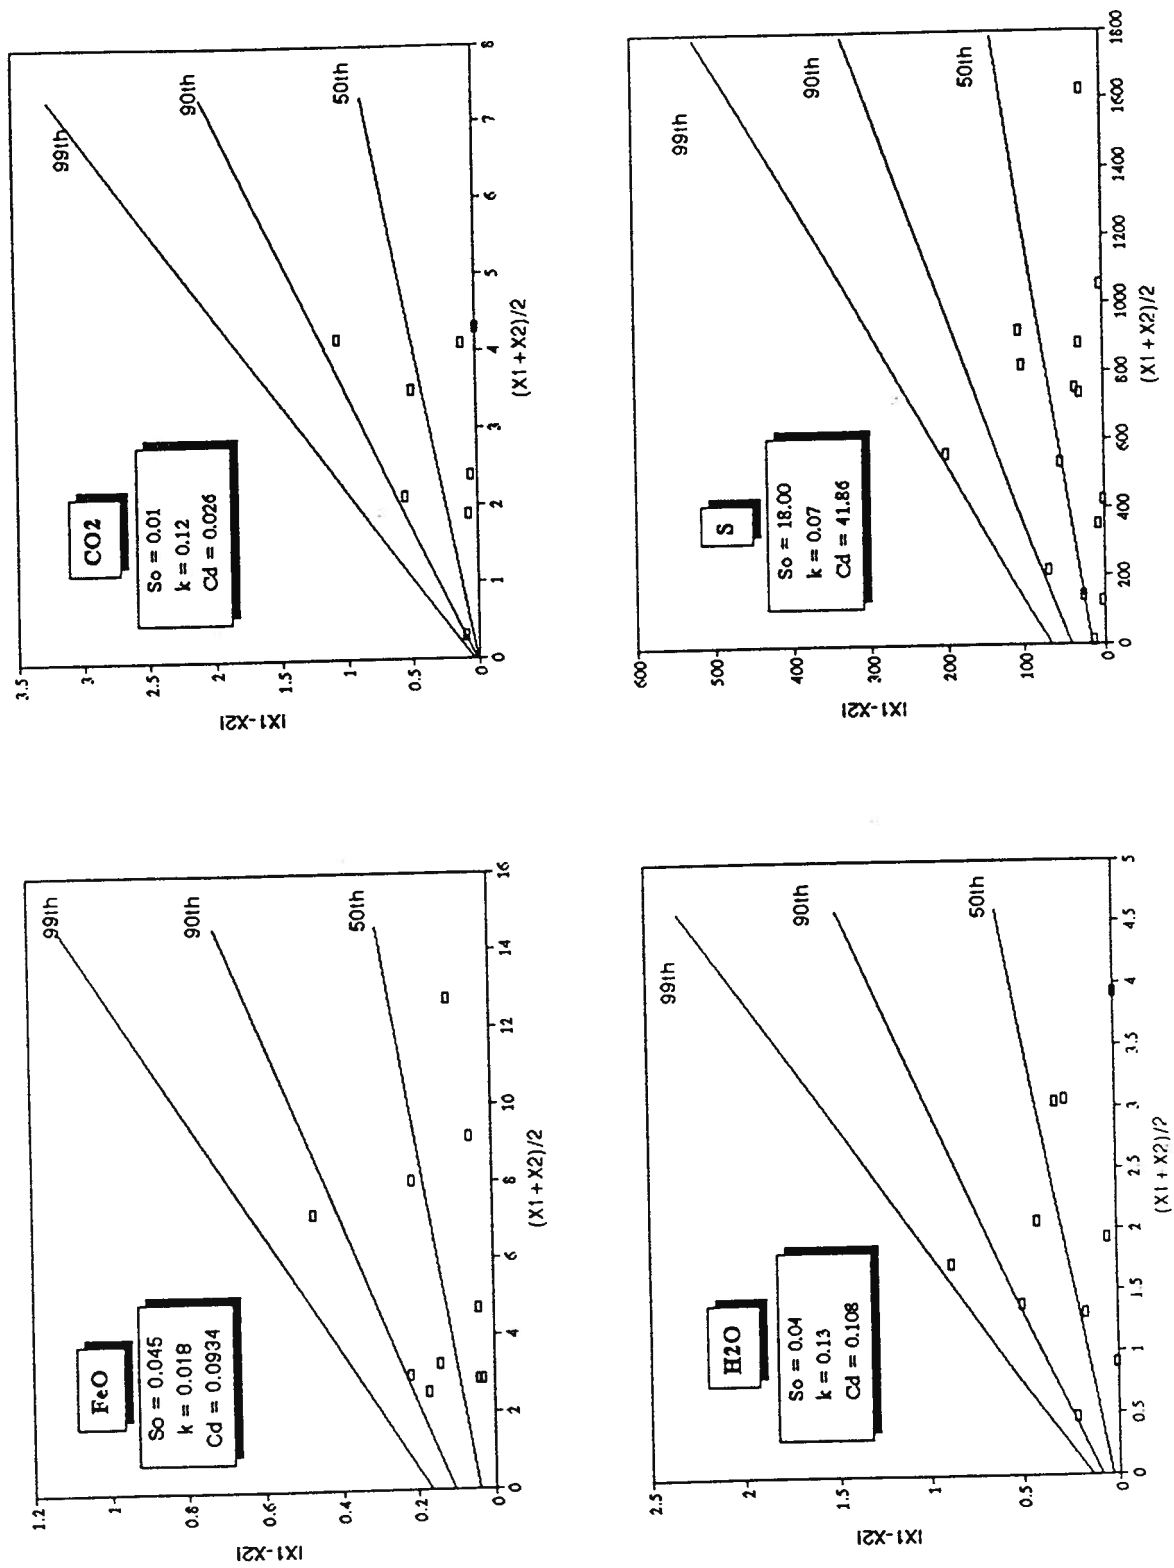 CO2
So = 0.01
k = 0.12
Cd = 0.026
99th
90th
50th
3.5
3
2.5
2
1.5
1
0.5
0
0
1
2
3
4
5
6
7
8
|X1-X2|
(X1+X2)/2
S
So = 18.00
k = 0.07
Cd = 41.86
99th
90th
50th
600
500
400
300
200
100
0
0
200
400
600
800
1000
1200
1400
1600
1800
|X1-X2|
(X1+X2)/2
FeO
So = 0.045
k = 0.018
Cd = 0.0934
99th
90th
50th
1.2
1
0.8
0.6
0.4
0.2
0
0
2
4
6
8
10
12
14
16
|X1-X2|
(X1+X2)/2
H2O
So = 0.04
k = 0.13
Cd = 0.108
99th
90th
50th
2.5
2
1.5
1
0.5
0
0
0.5
1
1.5
2
2.5
3
3.5
4
4.5
5
|X1-X2|
(X1+X2)/2